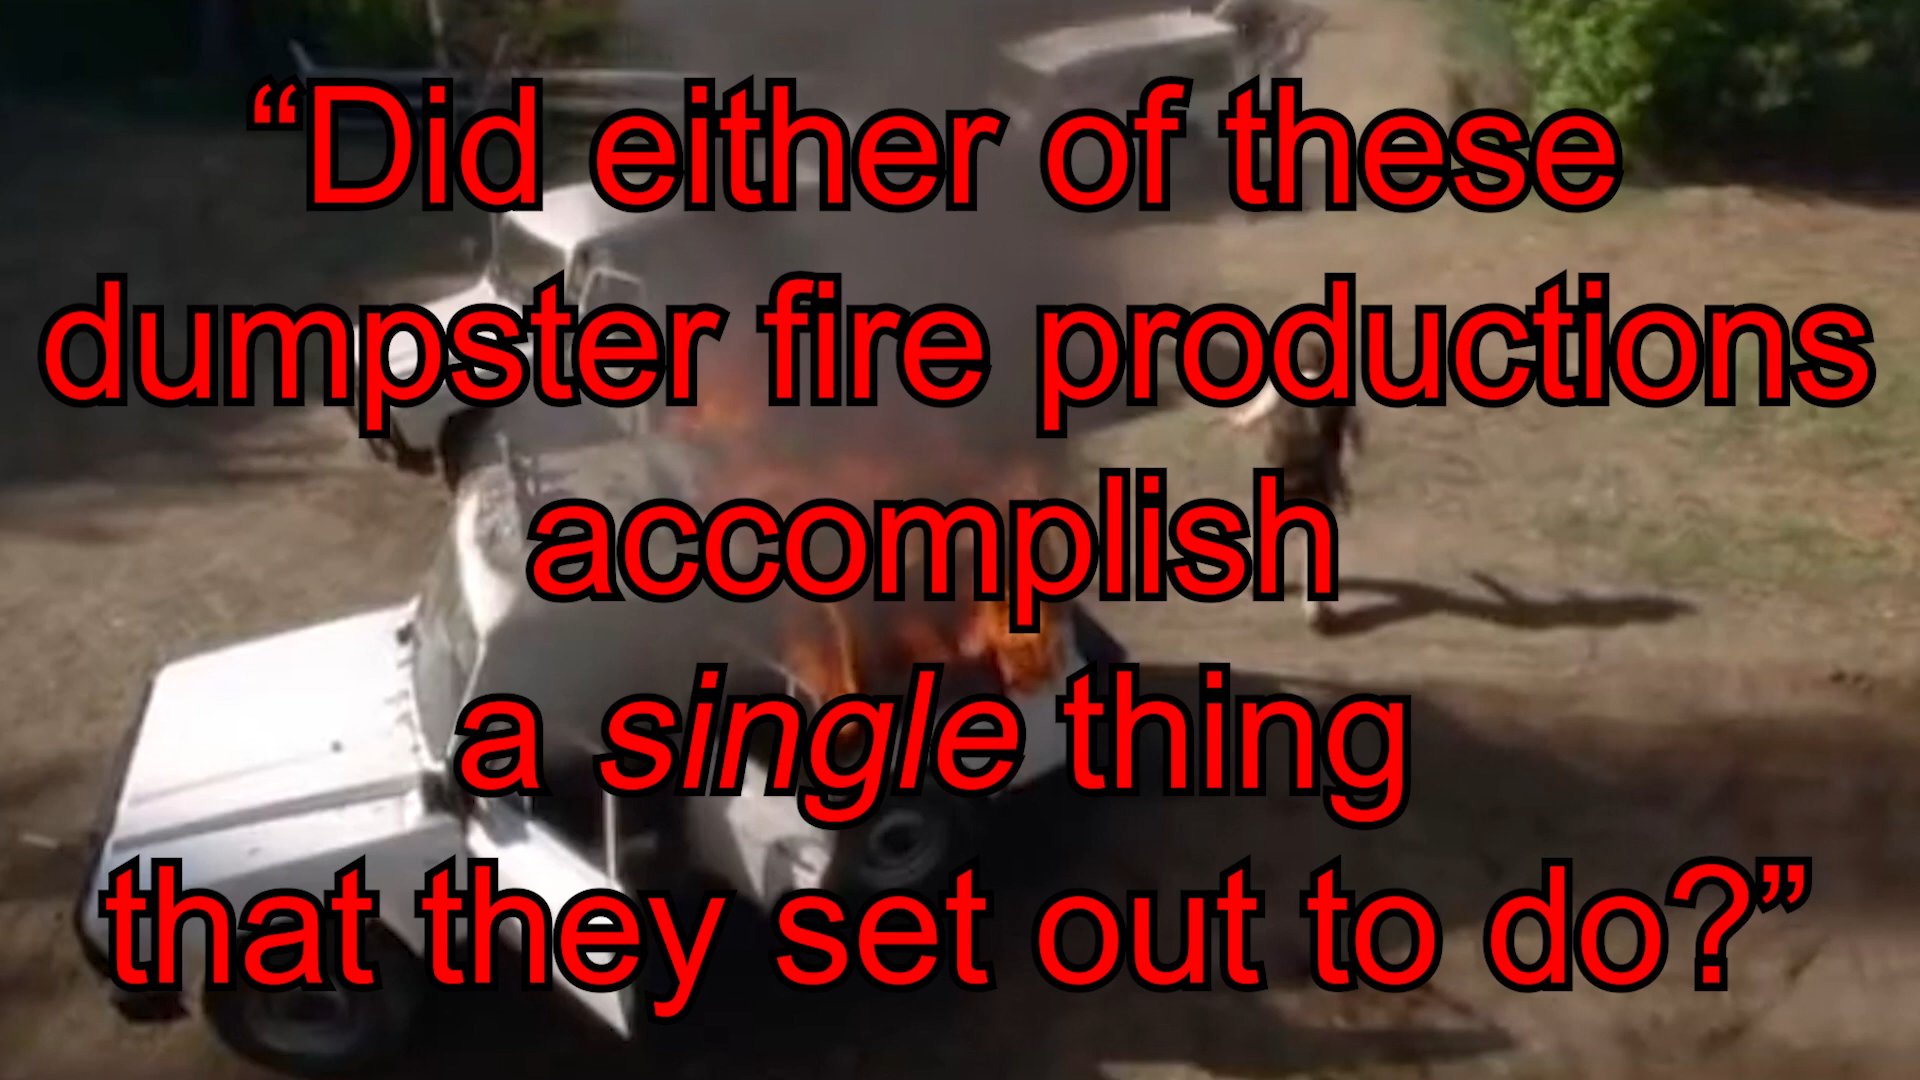 “Did either of these
dumpster fire productions
accomplish
a single thing
that they set out to do?”